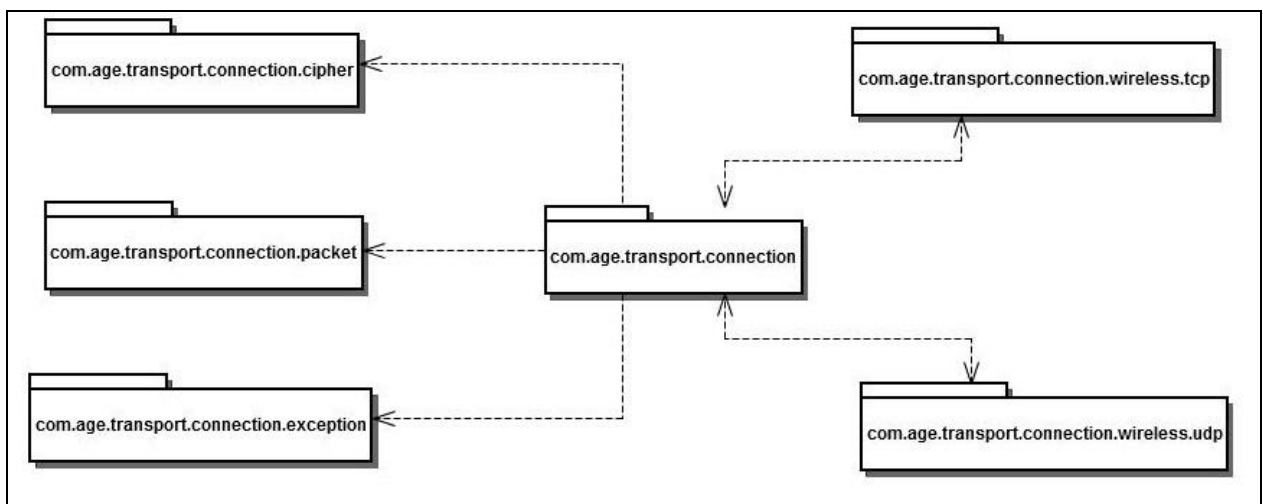 com.age.transport.connection.cipher
com.age.transport.connection.wireless.tcp
com.age.transport.connection.packet
com.age.transport.connection
com.age.transport.connection.exception
com.age.transport.connection.wireless.udp